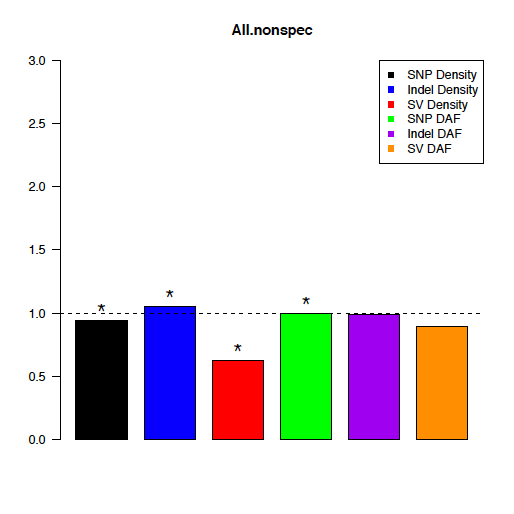 All.nonspec
3.0
2.5
2.0
1.5
1.0
0.5
0.0
SNP Density
Indel Density
SV Density
SNP DAF
Indel DAF
SV DAF
*
*
*
*